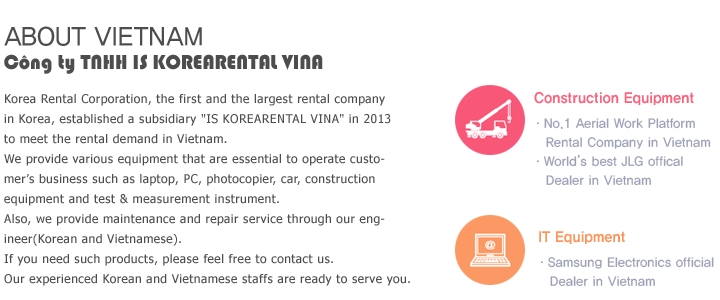 ABOUT VIETNAM
Công ty TNHH IS KOREARENTAL VINA
Korea Rental Corporation, the first and the largest rental company
in Korea, established a subsidiary "IS KOREARENTAL VINA" in 2013
to meet the rental demand in Vietnam.
We provide various equipment that are essential to operate custo-
mer's business such as laptop, PC, photocopier, car, construction
equipment and test & measurement instrument.
Also, we provide maintenance and repair service through our eng-
ineer(Korean and Vietnamese).
If you need such products, please feel free to contact us.
Our experienced Korean and Vietnamese staffs are ready to serve you.
Construction Equipment
· No.1 Aerial Work Platform
Rental Company in Vietnam
· World's best JLG offical
Dealer in Vietnam
@
IT Equipment
· Samsung Electronics official
Dealer in Vietnam